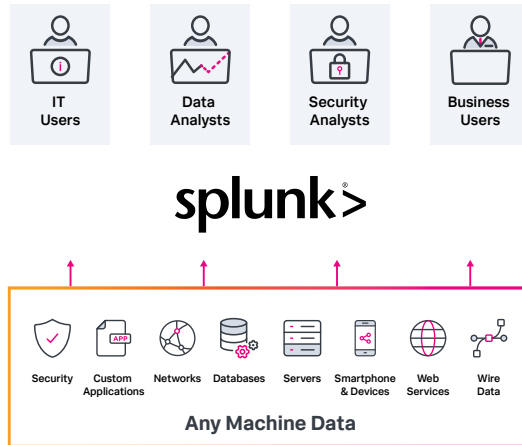 IT
Users
Data
Analysts
Security
Analysts
Business
Users
splunk>®
APP
Security
Custom
Applications
Networks
Databases
Servers
Smartphone
& Devices
Web
Services
Wire
Data
Any Machine Data